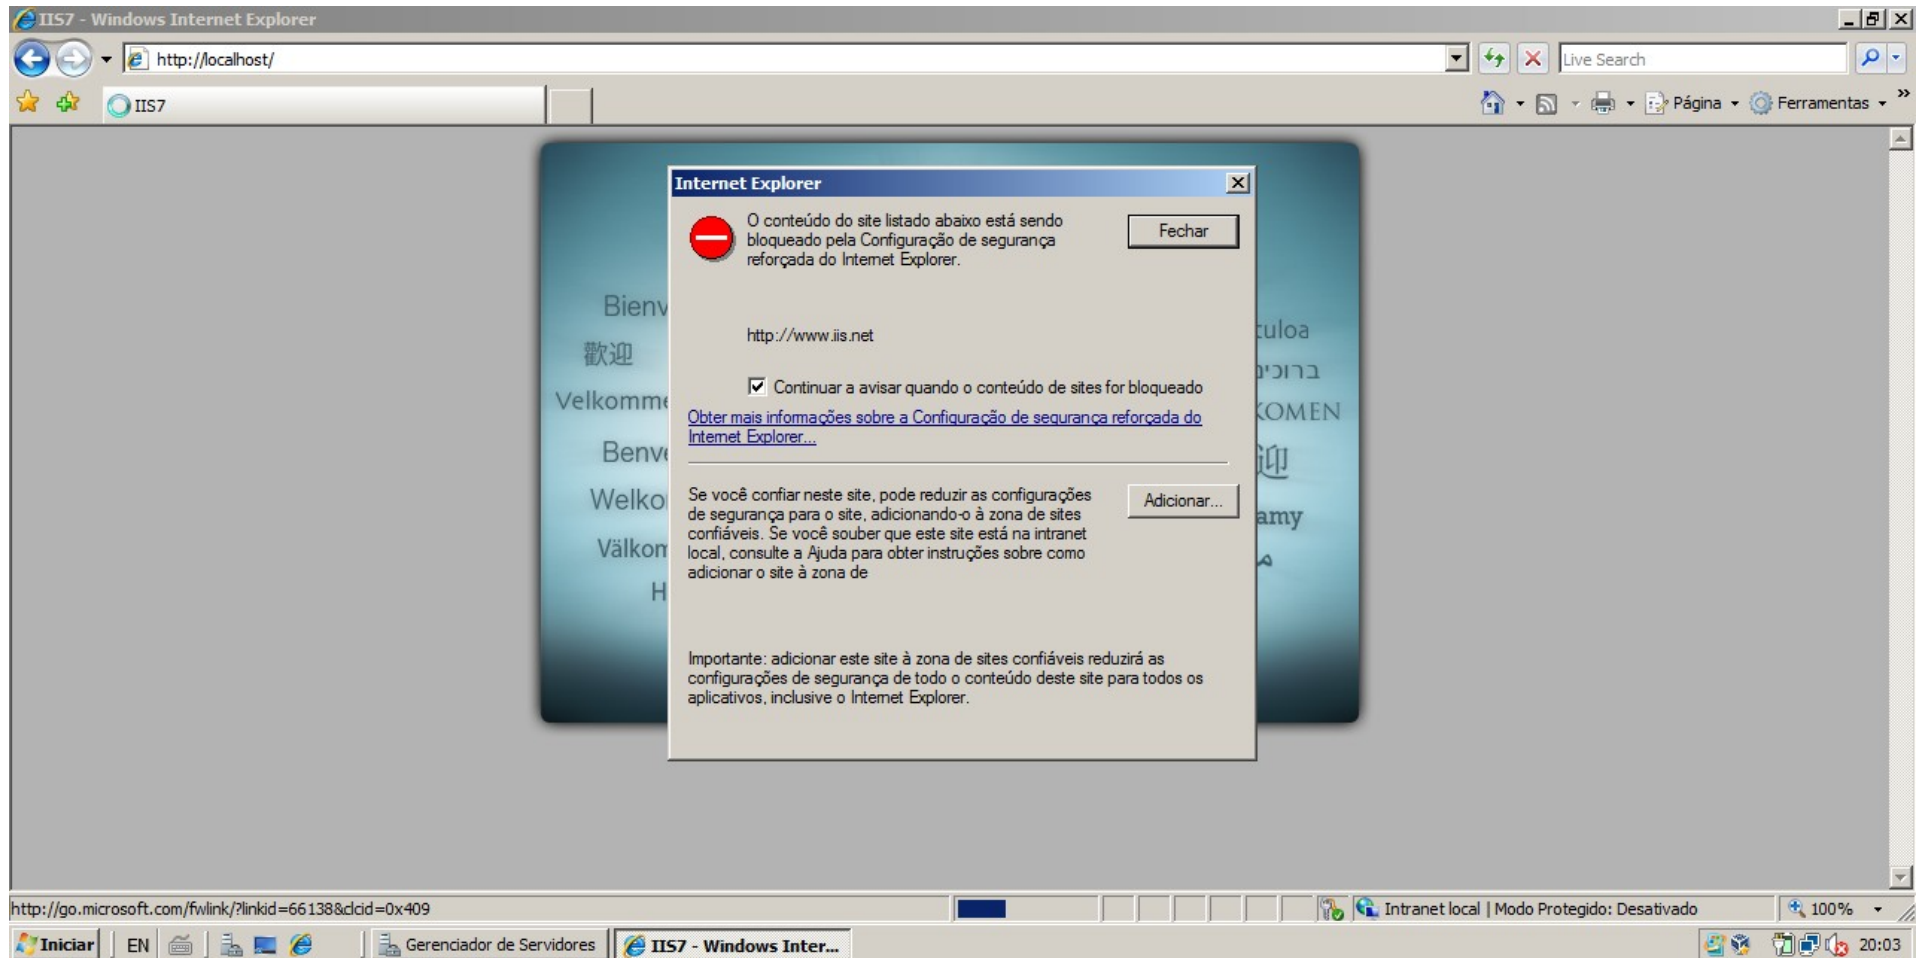 IIS7 - Windows Internet Explorer
http://localhost/
Live Search
IIS7
Página
Ferramentas
Internet Explorer
O conteúdo do site listado abaixo está sendo
bloqueado pela Configuração de segurança
reforçada do Internet Explorer.
Fechar
http://www.iis.net
Continuar a avisar quando o conteúdo de sites for bloqueado
Obter mais informações sobre a Configuração de segurança reforçada do
Internet Explorer...
Se você confiar neste site, pode reduzir as configurações
de segurança para o site, adicionando-o à zona de sites
confiáveis. Se você souber que este site está na intranet
local, consulte a Ajuda para obter instruções sobre como
adicionar o site à zona de
Adicionar...
Importante: adicionar este site à zona de sites confiáveis reduzirá as
configurações de segurança de todo o conteúdo deste site para todos os
aplicativos, inclusive o Internet Explorer.
Bienv
歡迎
Velkomme
Benve
Welko
Välkom
H
tuloa
ברוכים
KOMEN
迎
amy
http://go.microsoft.com/fwlink/?linkid=66138&clcid=0x409
Intranet local | Modo Protegido: Desativado
100%
Iniciar
EN
Gerenciador de Servidores
IIS7 - Windows Inter...
20:03